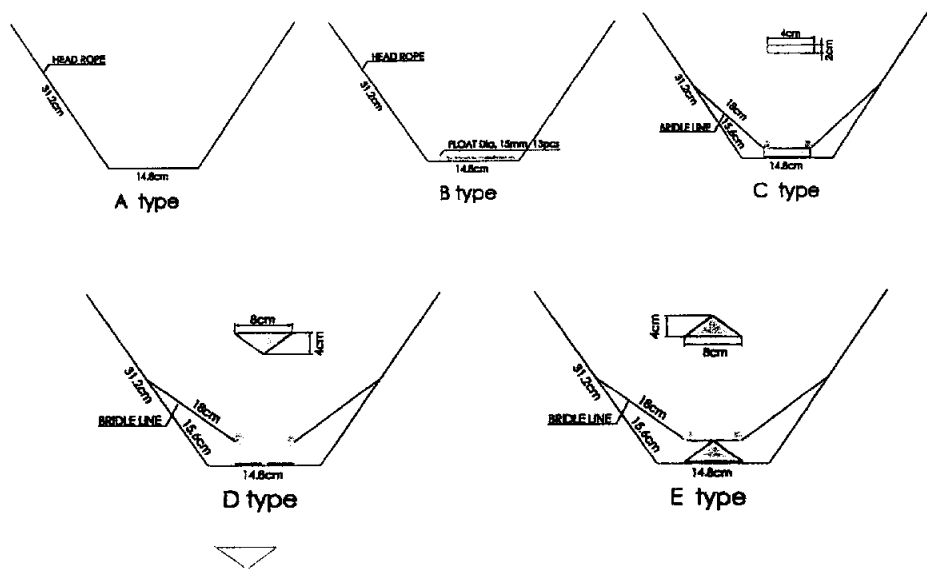 HEAD ROPE
31.2cm
14.8cm
A type
HEAD ROPE
31.2cm
FLOAT Dia, 15mm, 13pcs
14.8cm
B type
4cm
2cm
31.2cm
18cm
BRIDLE LINE
15.6cm
14.8cm
C type
8cm
4cm
31.2cm
18cm
BRIDLE LINE
15.6cm
14.8cm
D type
4cm
8cm
31.2cm
18cm
BRIDLE LINE
15.6cm
14.8cm
E type